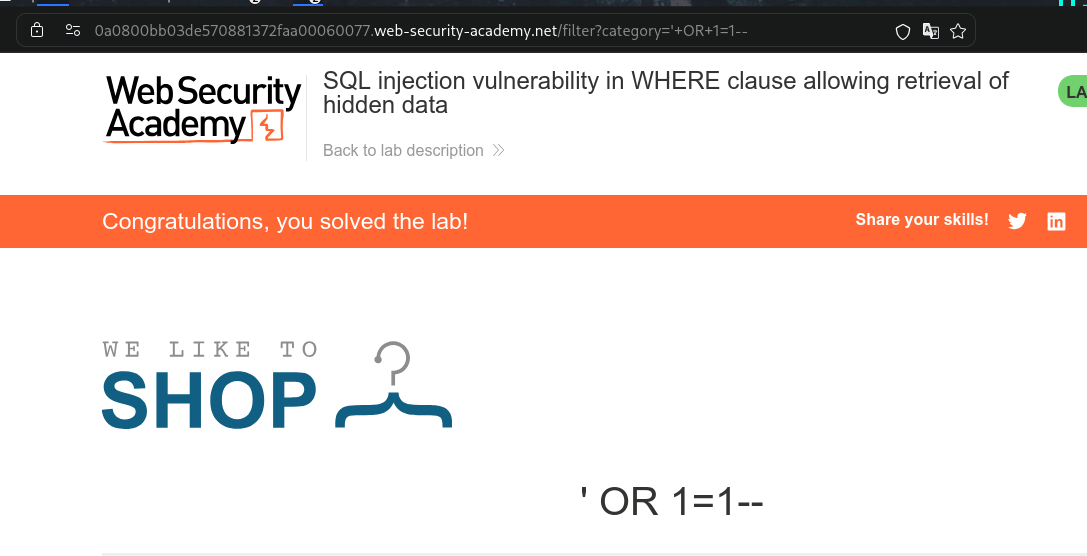 0a0800bb03de570881372faa00060077.web-security-academy.net/filter?category='+OR+1=1--
WebSecurity
Academy
SQL injection vulnerability in WHERE clause allowing retrieval of
hidden data
LA
Back to lab description
Congratulations, you solved the lab!
Share your skills!
WE LIKE TO
SHOP
' OR 1=1--